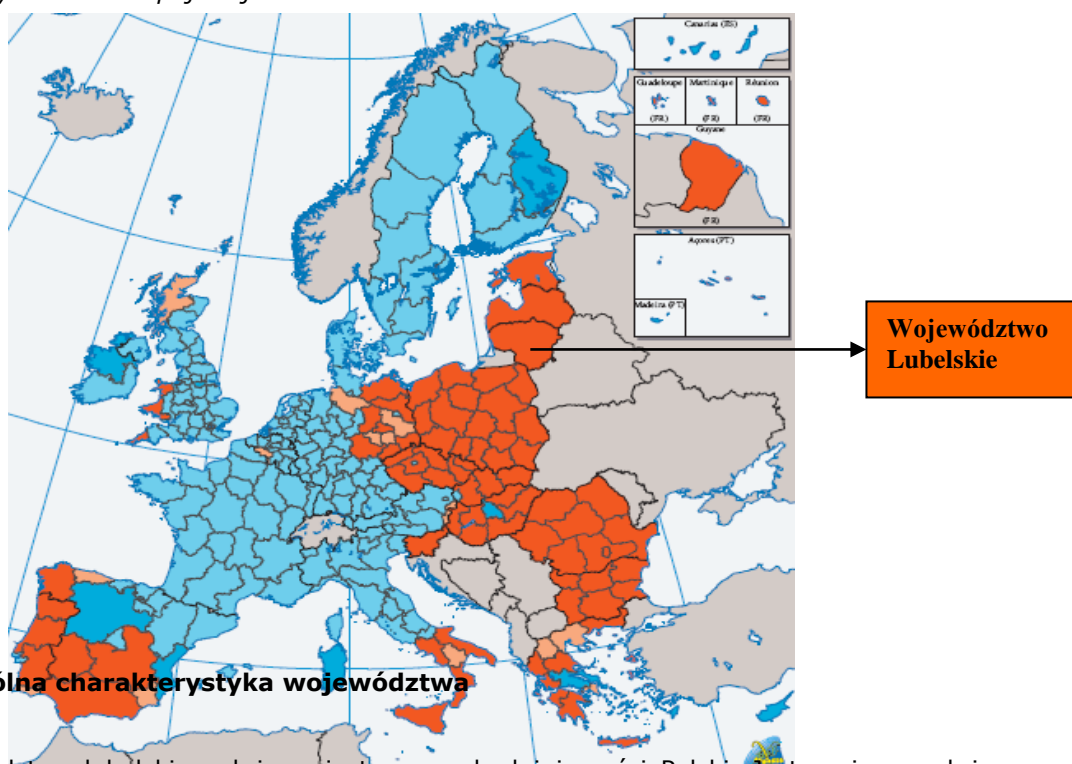 Canarias (ES)
Guadeloupe Martinique Réunion
(FR) (FR) (FR)
Guyane
(FR)
Açores (PT)
Madeira (PT)
Województwo
Lubelskie
ólna charakterystyka województwa